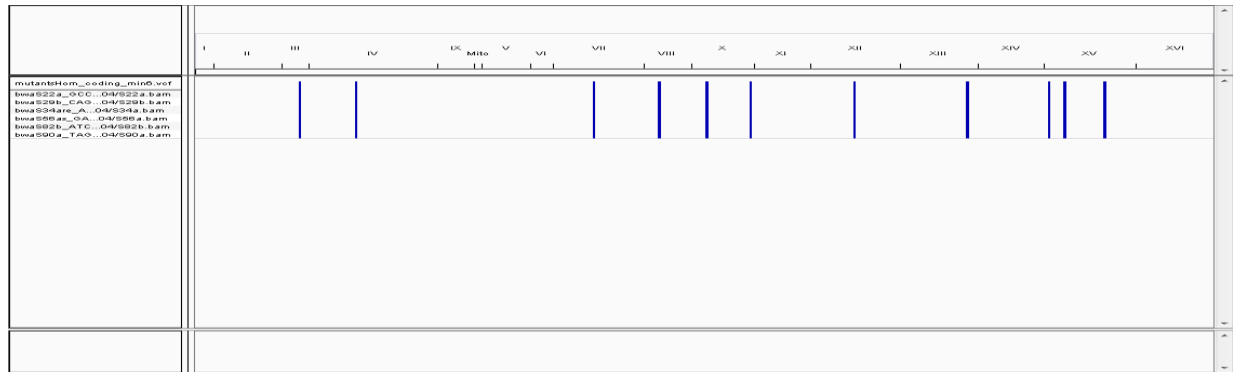 I II III IV IX Mito V VI VII VIII X XI XII XIII XIV XV XVI
mutantsHom_coding_min6.vcf
bwaS22a_GCC...04/S22a.bam
bwaS29b_CAG...04/S29b.bam
bwaS34are_A...04/S34a.bam
bwaS56as_GA...04/S56a.bam
bwaS82b_ATC...04/S82b.bam
bwaS90a_TAG...04/S90a.bam